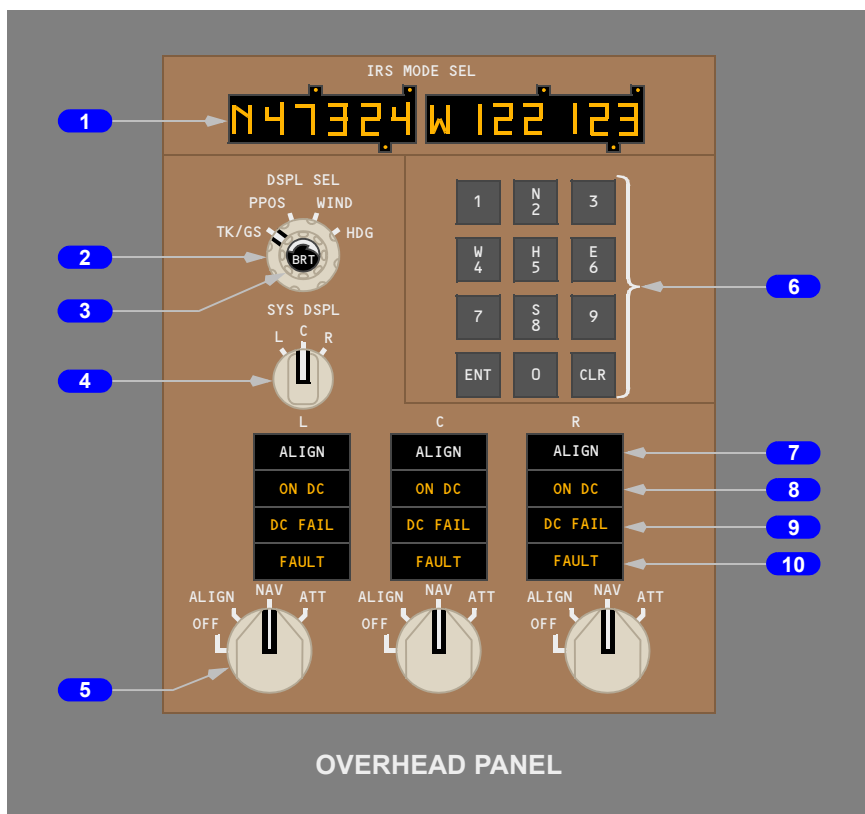 IRS MODE SEL
1
N47324 W122123
DSPL SEL
PPOS WIND
TK/GS HDG
BRT
2
3
SYS DSPL
L C R
4
1 N 2 3
W 4 H 5 E 6
7 S 8 9
ENT 0 CLR
6
L C R
ALIGN ALIGN ALIGN 7
ON DC ON DC ON DC 8
DC FAIL DC FAIL DC FAIL 9
FAULT FAULT FAULT 10
ALIGN NAV ATT ALIGN NAV ATT ALIGN NAV ATT
OFF OFF OFF
5
OVERHEAD PANEL